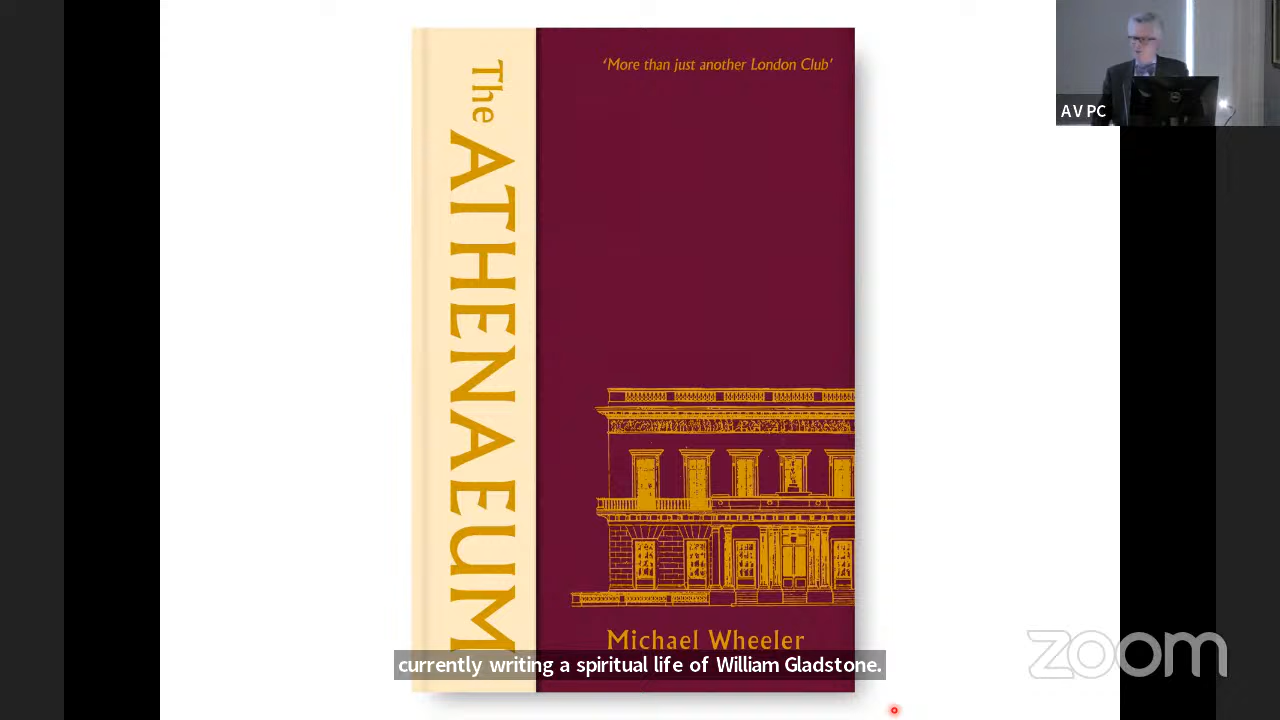 'More than just another London Club'
The ATHENAEUM
Michael Wheeler
currently writing a spiritual life of William Gladstone.
AV PC
zoom